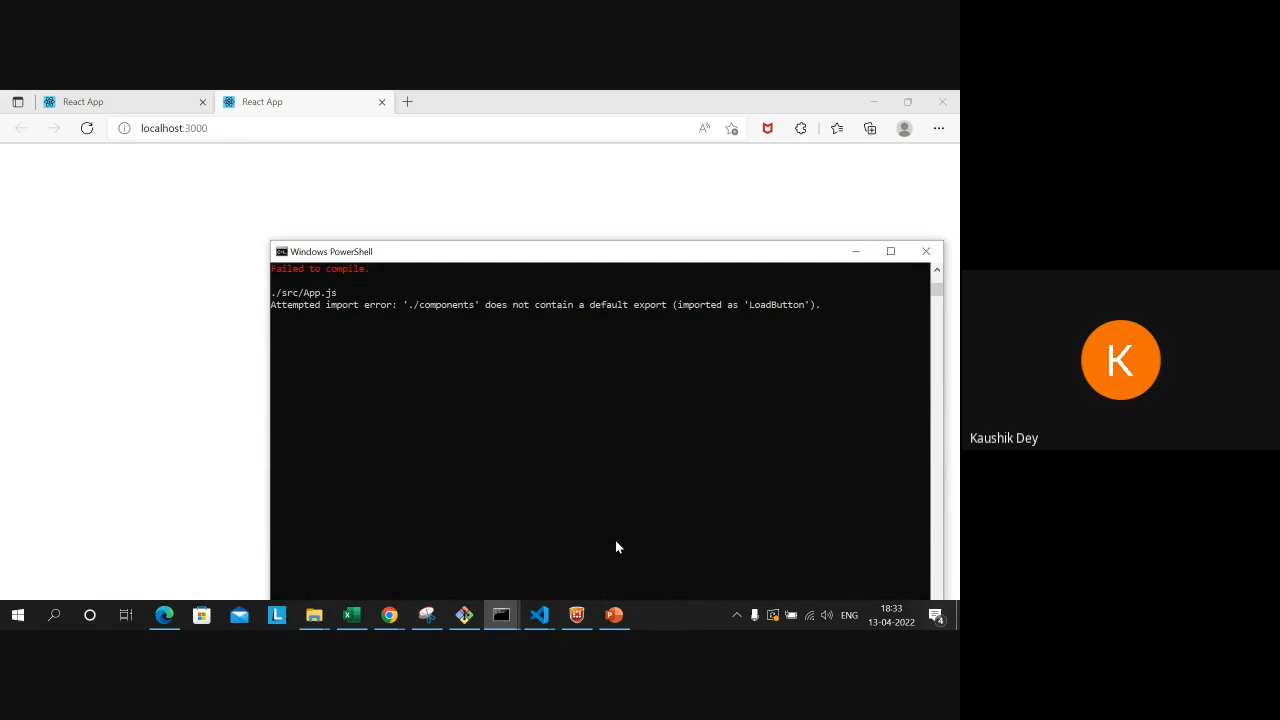 React App
React App
localhost:3000
Windows PowerShell
Failed to compile.
./src/App.js
Attempted import error: './components' does not contain a default export (imported as 'LoadButton').
K
Kaushik Dey
L
ENG
18:33
13-04-2022
4